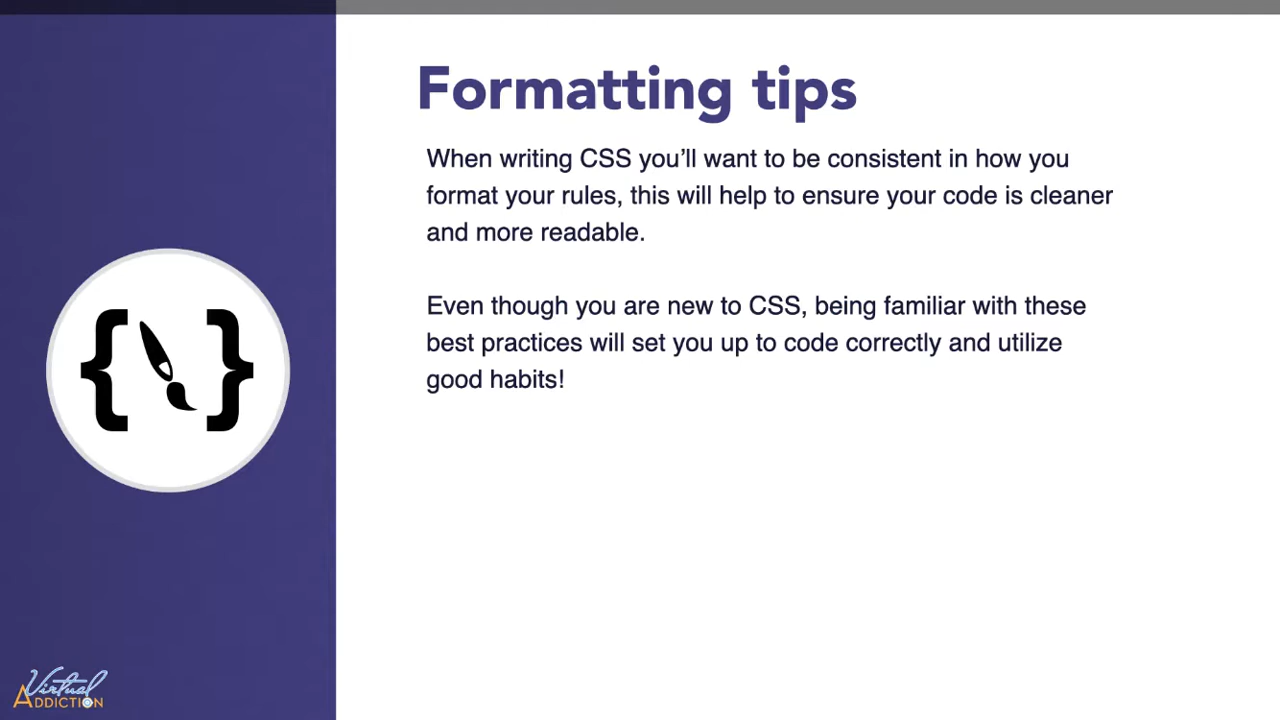 Formatting tips
When writing CSS you’ll want to be consistent in how you
format your rules, this will help to ensure your code is cleaner
and more readable.
Even though you are new to CSS, being familiar with these
best practices will set you up to code correctly and utilize
good habits!
Virtual
ADDICTION